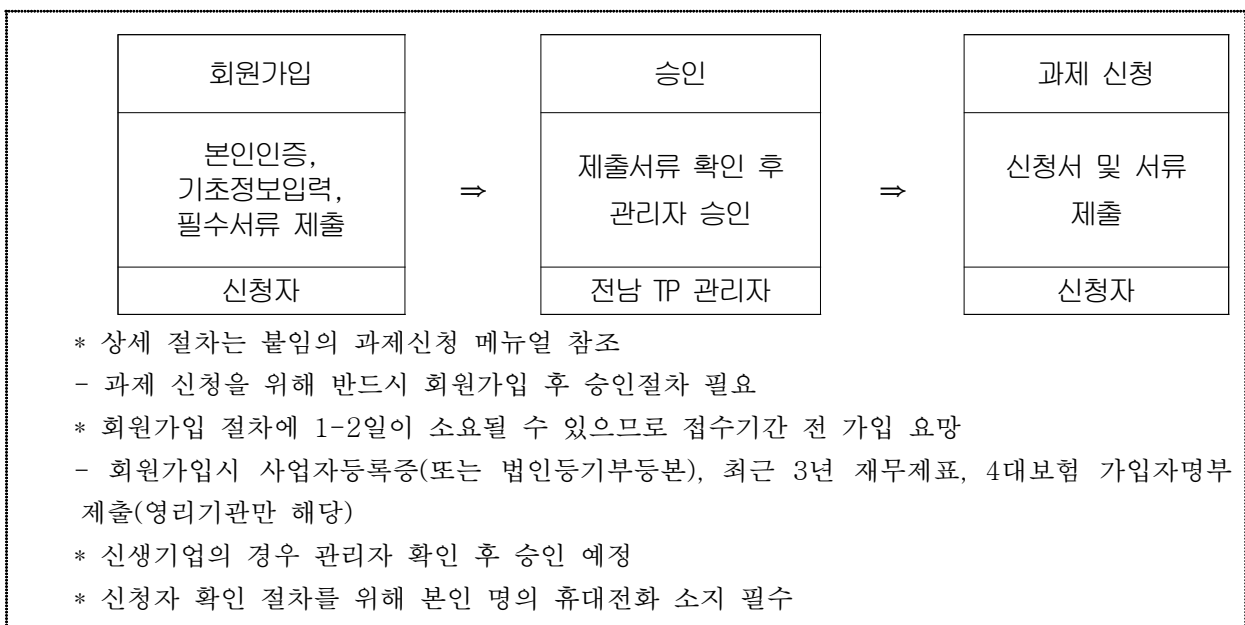 회원가입
승인
과제 신청
본인인증,
기초정보입력,
필수서류 제출
⇒
제출서류 확인 후
관리자 승인
⇒
신청서 및 서류
제출
신청자
전남 TP 관리자
신청자
* 상세 절차는 붙임의 과제신청 메뉴얼 참조
- 과제 신청을 위해 반드시 회원가입 후 승인절차 필요
* 회원가입 절차에 1-2일이 소요될 수 있으므로 접수기간 전 가입 요망
- 회원가입시 사업자등록증(또는 법인등기부등본), 최근 3년 재무제표, 4대보험 가입자명부
제출(영리기관만 해당)
* 신생기업의 경우 관리자 확인 후 승인 예정
* 신청자 확인 절차를 위해 본인 명의 휴대전화 소지 필수